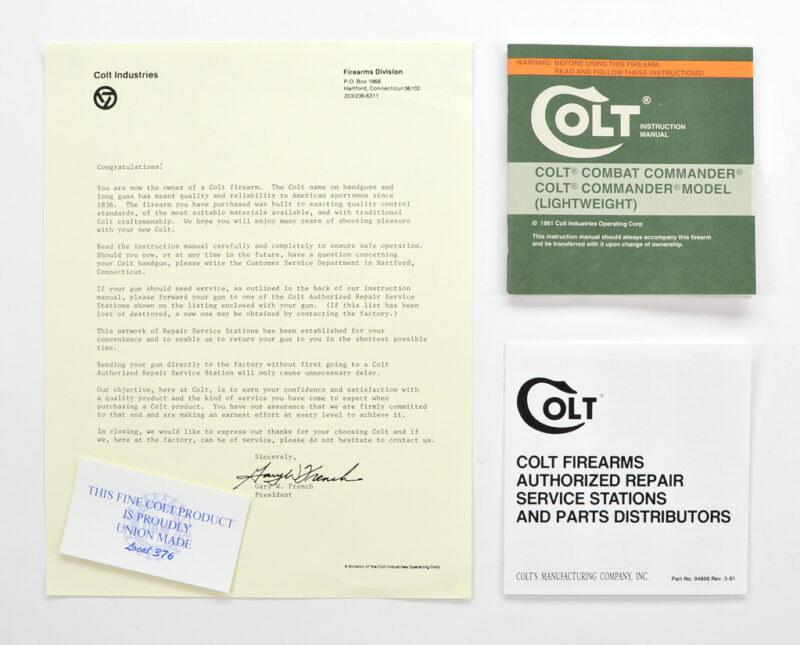 Colt Industries
Firearms Division
P.O. Box 1868
Hartford, Connecticut 06102
203/236-6311
Congratulations!
You are now the owner of a Colt firearm. The Colt name on handguns and
long guns has meant quality and reliability to American sportsmen since
1836. The firearm you have purchased was built to exacting quality control
standards, of the most suitable materials available, and with traditional
Colt craftsmanship. We hope you will enjoy many years of shooting pleasure
with your new Colt.
Read the instruction manual carefully and completely to ensure safe operation.
Should you now, or at any time in the future, have a question concerning
your Colt handgun, please write the Customer Service Department in Hartford,
Connecticut.
If your gun should need service, as outlined in the back of our instruction
manual, please forward your gun to one of the Colt Authorized Repair Service
Stations shown on the listing enclosed with your gun. (If this list has been
lost or destroyed, a new one may be obtained by contacting the factory.)
This network of Repair Service Stations has been established for your
convenience and to enable us to return your gun to you in the shortest possible
time.
Sending your gun directly to the factory without first going to a Colt
Authorized Repair Service Station will only cause unnecessary delay.
Our objective, here at Colt, is to earn your confidence and satisfaction with
a quality product and the kind of service you have come to expect when
purchasing a Colt product. You have our assurance that we are firmly committed
to that end and are making an earnest effort at every level to achieve it.
In closing, we would like to express our thanks for your choosing Colt and if
we, here at the factory, can be of service, please do not hesitate to contact us.
Sincerely,
Gary W. French
Gary W. French
President
A division of the Colt Industries Operating Corp
THIS FINE COLT PRODUCT
IS PROUDLY
UNION MADE
Local 376
WARNING: BEFORE USING THIS FIREARM,
READ AND FOLLOW THESE INSTRUCTIONS!
COLT®
INSTRUCTION
MANUAL
COLT® COMBAT COMMANDER®
COLT® COMMANDER® MODEL
(LIGHTWEIGHT)
© 1981 Colt Industries Operating Corp
This instruction manual should always accompany this firearm
and be transferred with it upon change of ownership.
COLT®
COLT FIREARMS
AUTHORIZED REPAIR
SERVICE STATIONS
AND PARTS DISTRIBUTORS
COLT'S MANUFACTURING COMPANY, INC.
Part No. 94806 Rev. 3-81